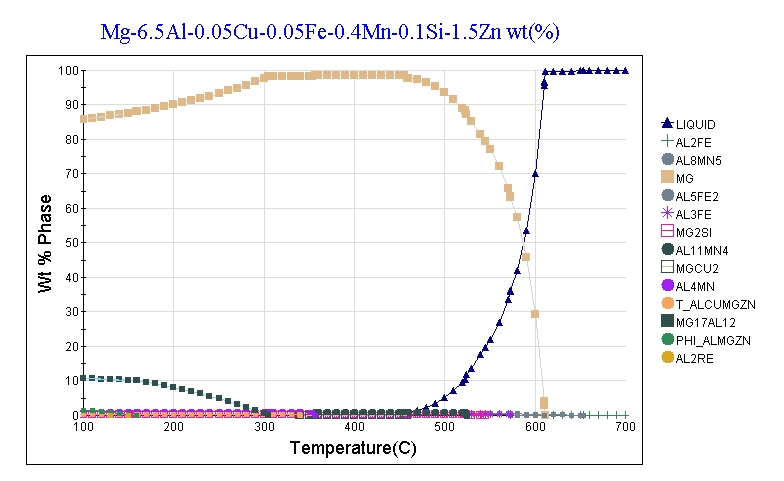 Mg-6.5Al-0.05Cu-0.05Fe-0.4Mn-0.1Si-1.5Zn wt(%)
100
90
80
70
60
50
40
30
20
10
0
Wt % Phase
100 200 300 400 500 600 700
Temperature(C)
LIQUID
AL2FE
AL8MN5
MG
AL5FE2
AL3FE
MG2SI
AL11MN4
MGCU2
AL4MN
T_ALCUMGZN
MG17AL12
PHI_ALMGZN
AL2RE